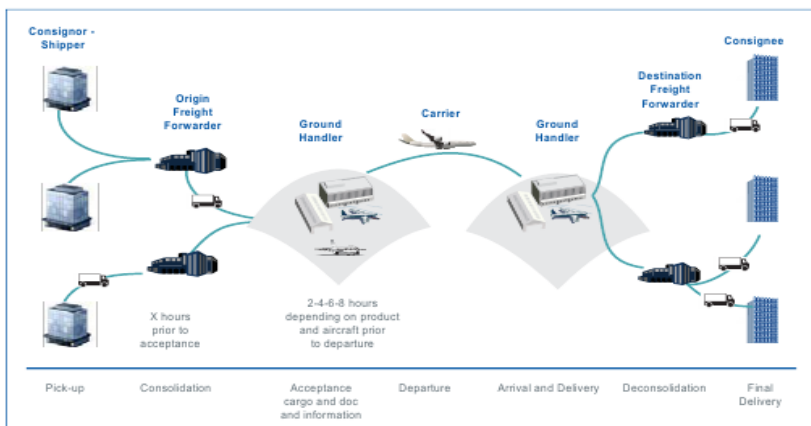 Consignor -
Shipper
Consignee
Origin
Freight
Forwarder
Destination
Freight
Forwarder
Ground
Handler
Carrier
Ground
Handler
X hours
prior to
acceptance
2-4-6-8 hours
depending on product
and aircraft prior
to departure
Pick-up
Consolidation
Acceptance
cargo and doc
and information
Departure
Arrival and Delivery
Deconsolidation
Final
Delivery